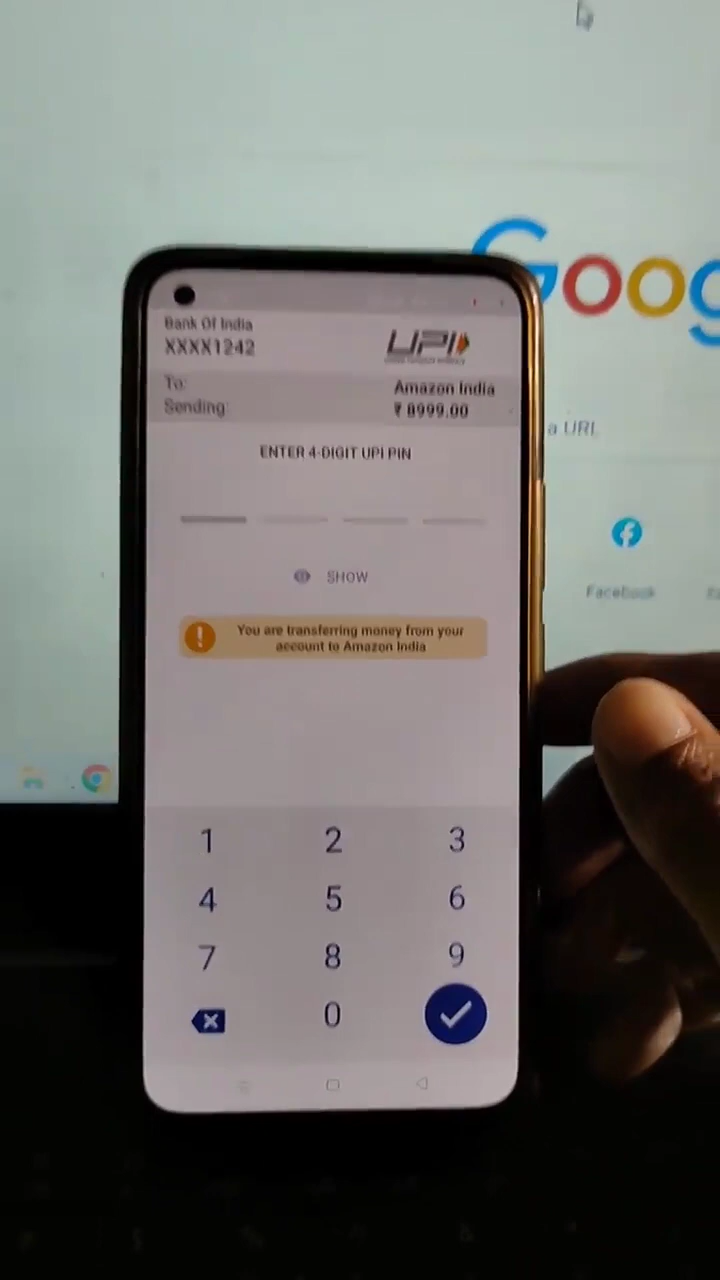 Goog
Bank Of India
XXXX1242
UPI
To:
Amazon India
Sending:
₹ 8999.00
a URL
ENTER 4-DIGIT UPI PIN
SHOW
Facebook
You are transferring money from your
account to Amazon India
1 2 3
4 5 6
7 8 9
0